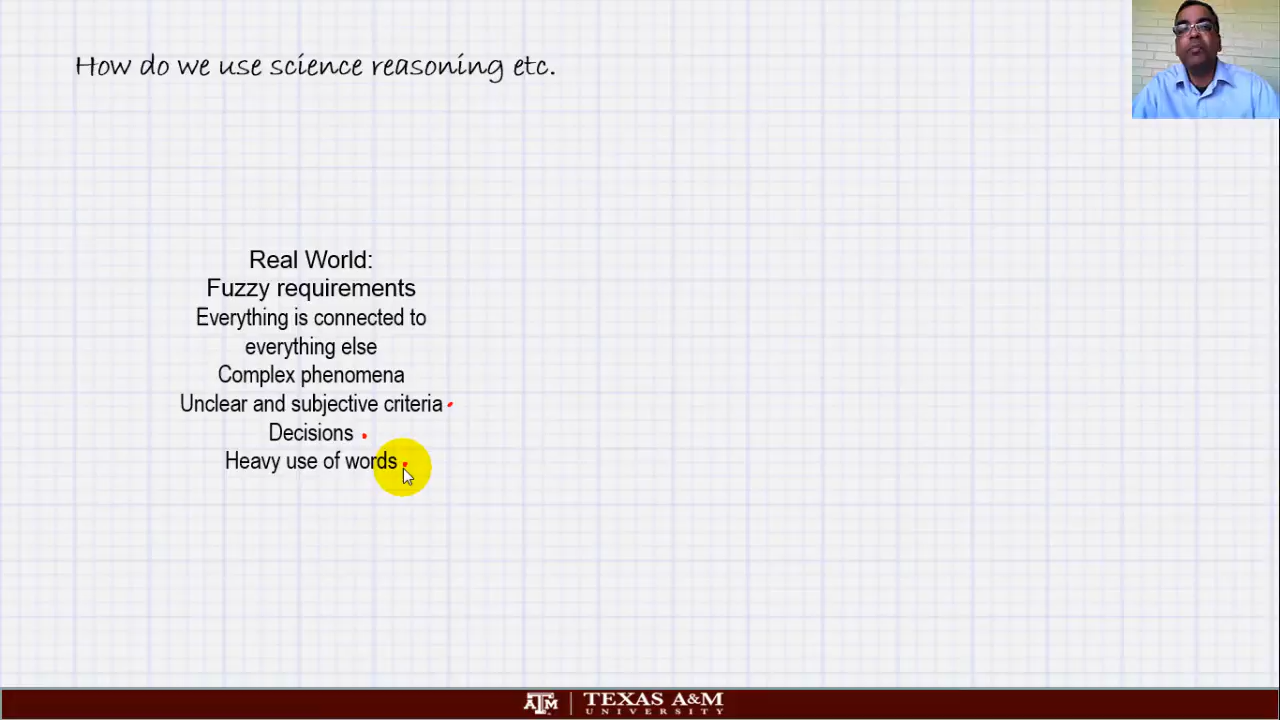 How do we use science reasoning etc.
Real World:
Fuzzy requirements
Everything is connected to
everything else
Complex phenomena
Unclear and subjective criteria
Decisions
Heavy use of words
ATM | TEXAS A&M
UNIVERSITY